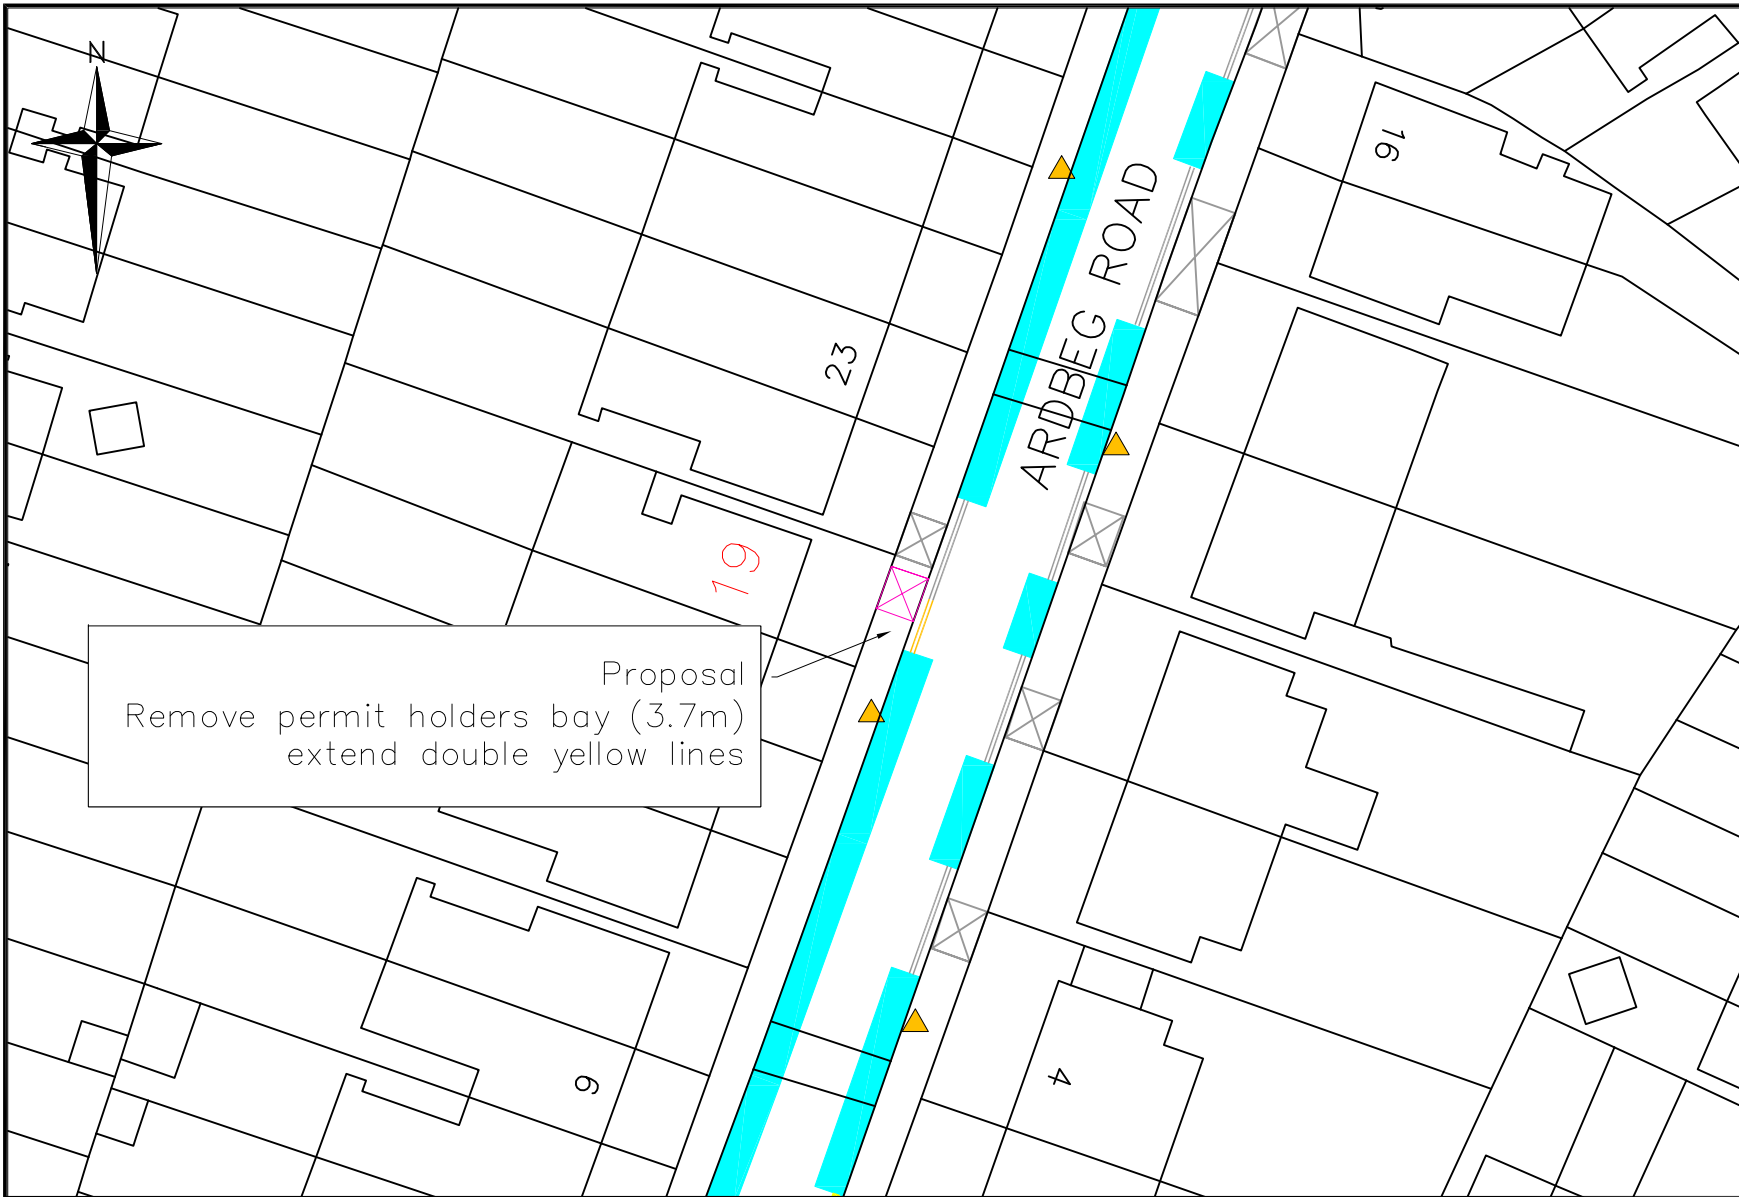 N
16
ARDBEG ROAD
23
19
Proposal
Remove permit holders bay (3.7m)
extend double yellow lines
9
4